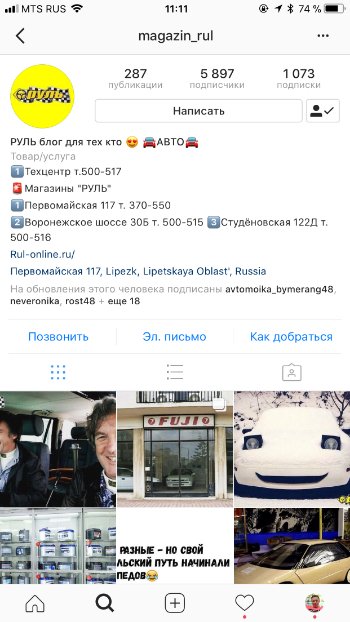 MTS RUS 11:11 74 %
magazin_rul
РУЛЬ
287 5 897 1 073
публикации подписчики подписки
Написать
РУЛЬ блог для тех кто 😍 🚘АВТО🚘
Товар/услуга
1️⃣Техцентр т.500-517
🚨Магазины "РУЛЬ"
1️⃣Первомайская 117 т. 370-550
2️⃣Воронежское шоссе 30Б т. 500-515 3️⃣Студёновская 122Д т.
500-516
Rul-online.ru/
Первомайская 117, Lipezk, Lipetskaya Oblast', Russia
На обновления этого человека подписаны avtomoika_bymerang48,
neveronika, rost48 + еще 18
Позвонить Эл. письмо Как добраться
FUJI
РАЗНЫЕ - НО СВОЙ
ЛЬСКИЙ ПУТЬ НАЧИНАЛИ
ПЕДОВ😂